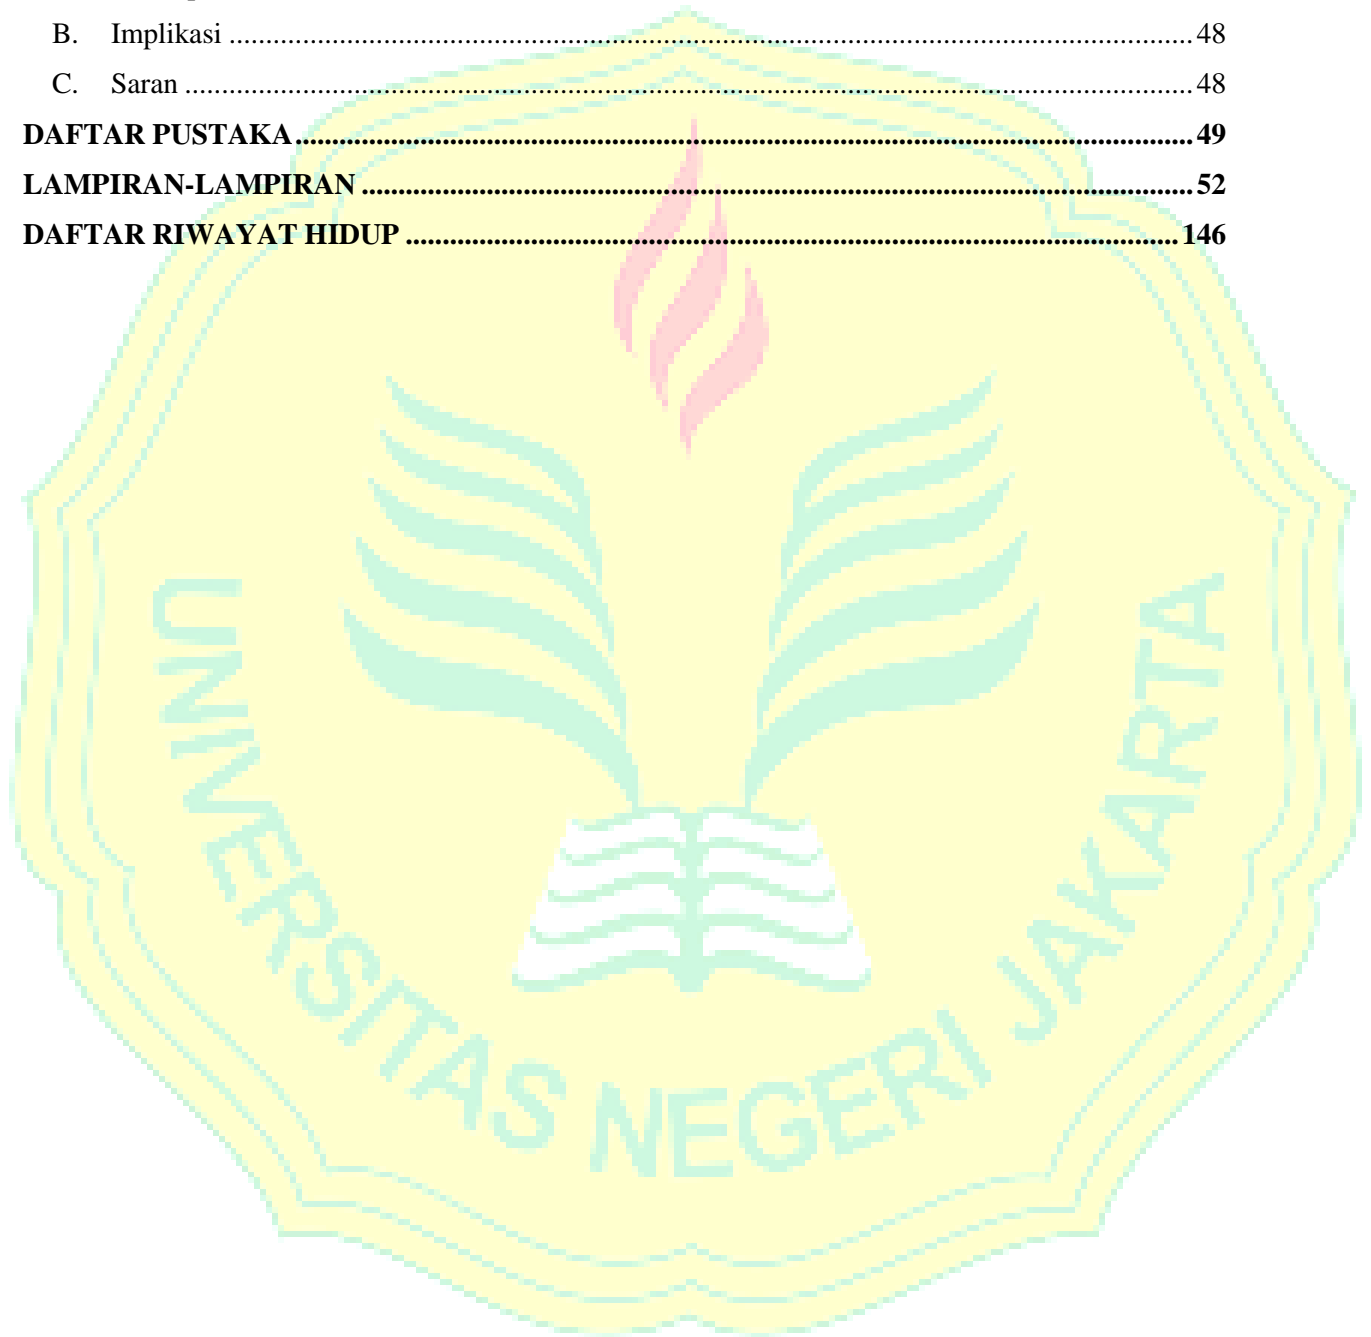 B. Implikasi ........................................................................................................................ 48
C. Saran .............................................................................................................................. 48
DAFTAR PUSTAKA ............................................................................................................ 49
LAMPIRAN-LAMPIRAN .................................................................................................... 52
DAFTAR RIWAYAT HIDUP ............................................................................................. 146
UNIVERSITAS NEGERI JAKARTA